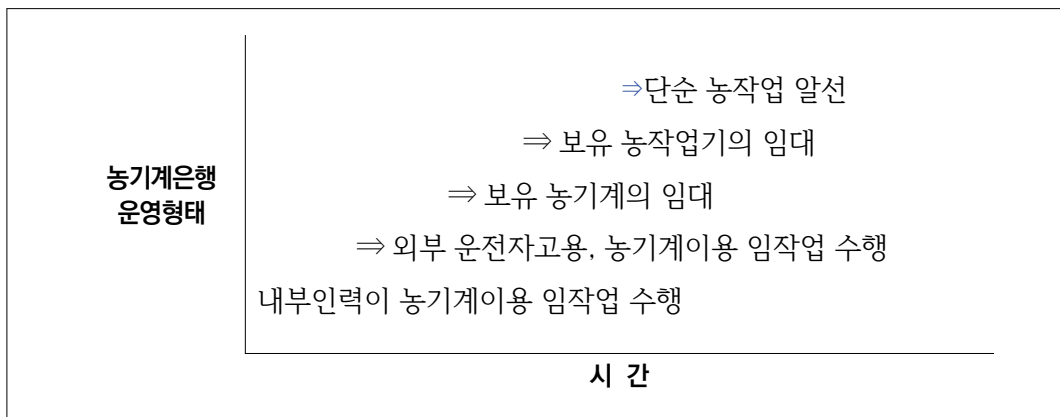 ⇒단순 농작업 알선
⇒ 보유 농작업기의 임대
농기계은행
운영형태
⇒ 보유 농기계의 임대
⇒ 외부 운전자고용, 농기계이용 임작업 수행
내부인력이 농기계이용 임작업 수행
시 간